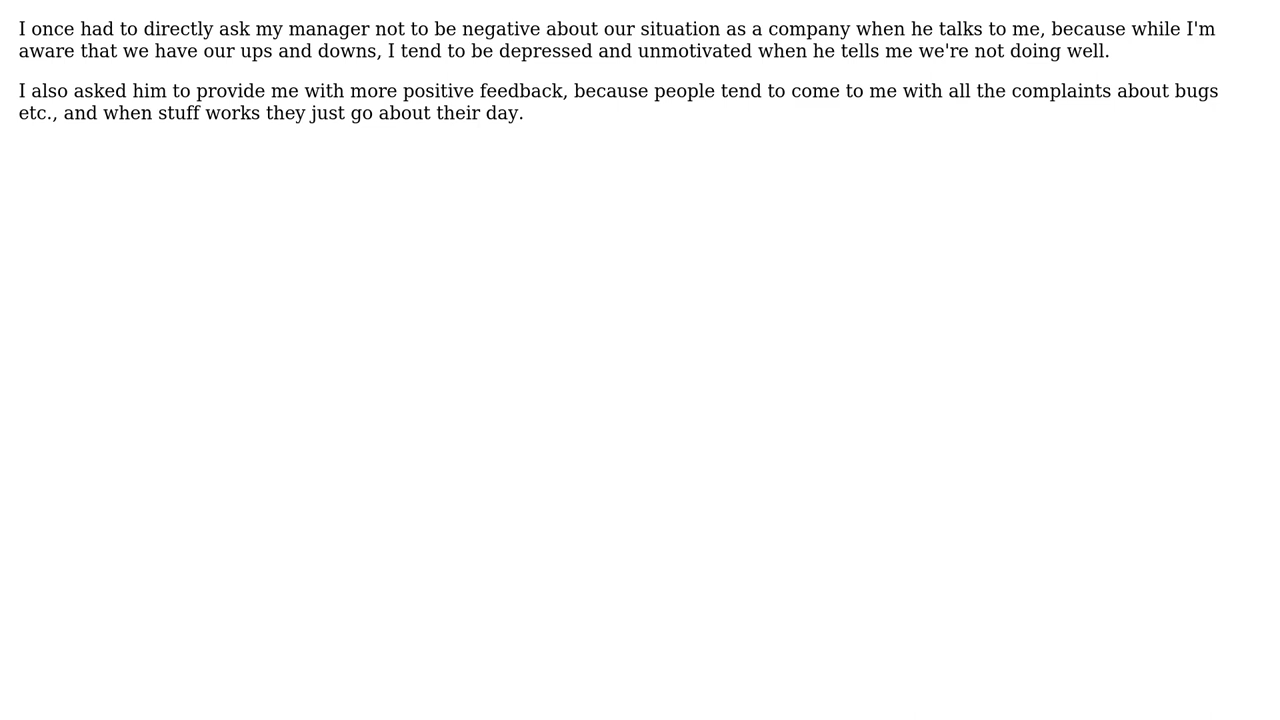 I once had to directly ask my manager not to be negative about our situation as a company when he talks to me, because while I'm
aware that we have our ups and downs, I tend to be depressed and unmotivated when he tells me we're not doing well.
I also asked him to provide me with more positive feedback, because people tend to come to me with all the complaints about bugs
etc., and when stuff works they just go about their day.